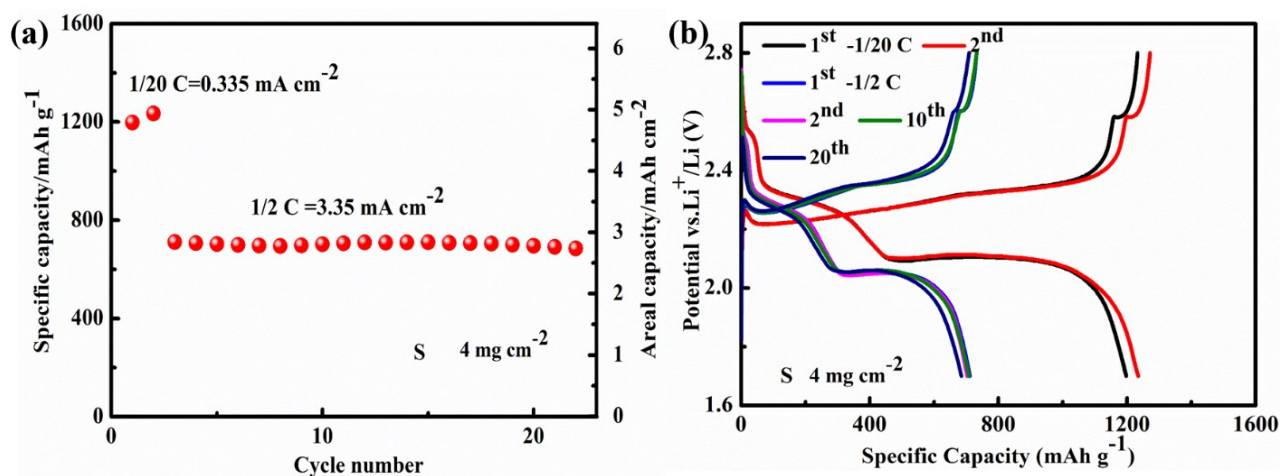 (a)
Specific capacity/mAh g⁻¹
1600
1200
800
400
0
1/20 C=0.335 mA cm⁻²
1/2 C=3.35 mA cm⁻²
S 4 mg cm⁻²
0 10 20
Cycle number
6
5
4
3
2
1
0
Areal capacity/mAh cm⁻²
(b)
Potential vs.Li⁺/Li (V)
2.8
2.4
2.0
1.6
1ˢᵗ -1/20 C 2ⁿᵈ
1ˢᵗ -1/2 C
2ⁿᵈ 10ᵗʰ
20ᵗʰ
S 4 mg cm⁻²
0 400 800 1200 1600
Specific Capacity (mAh g⁻¹)